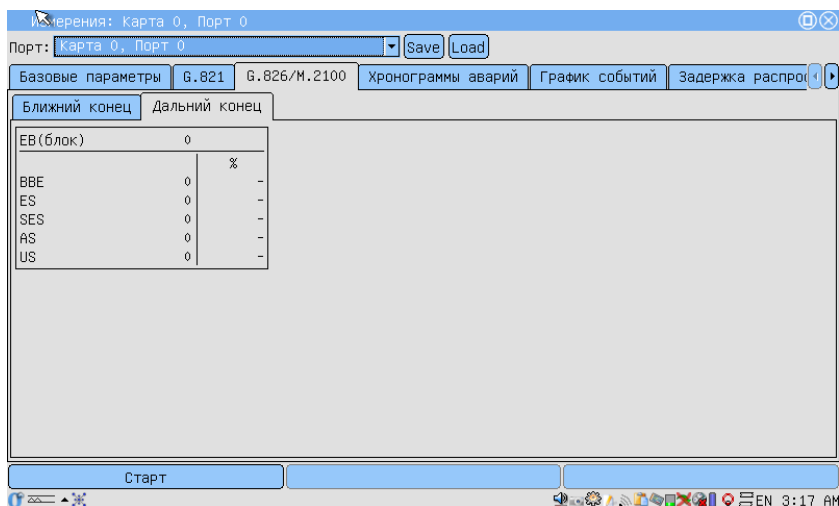 Измерения: Карта 0, Порт 0
Порт: Карта 0, Порт 0 Save Load
Базовые параметры G.821 G.826/M.2100 Хронограммы аварий График событий Задержка распро
Ближний конец Дальний конец
EB(блок) 0
%
BBE 0 -
ES 0 -
SES 0 -
AS 0 -
US 0 -
Старт
EN 3:17 AM